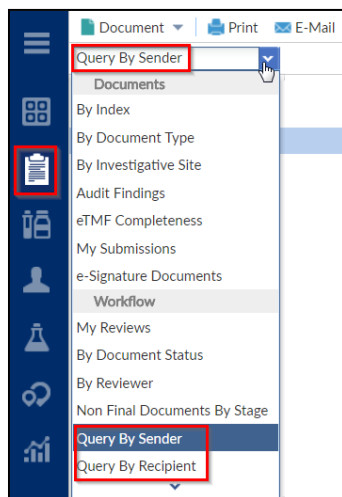 Document Print E-Mail
Query By Sender
Documents
By Index
By Document Type
By Investigative Site
Audit Findings
eTMF Completeness
My Submissions
e-Signature Documents
Workflow
My Reviews
By Document Status
By Reviewer
Non Final Documents By Stage
Query By Sender
Query By Recipient